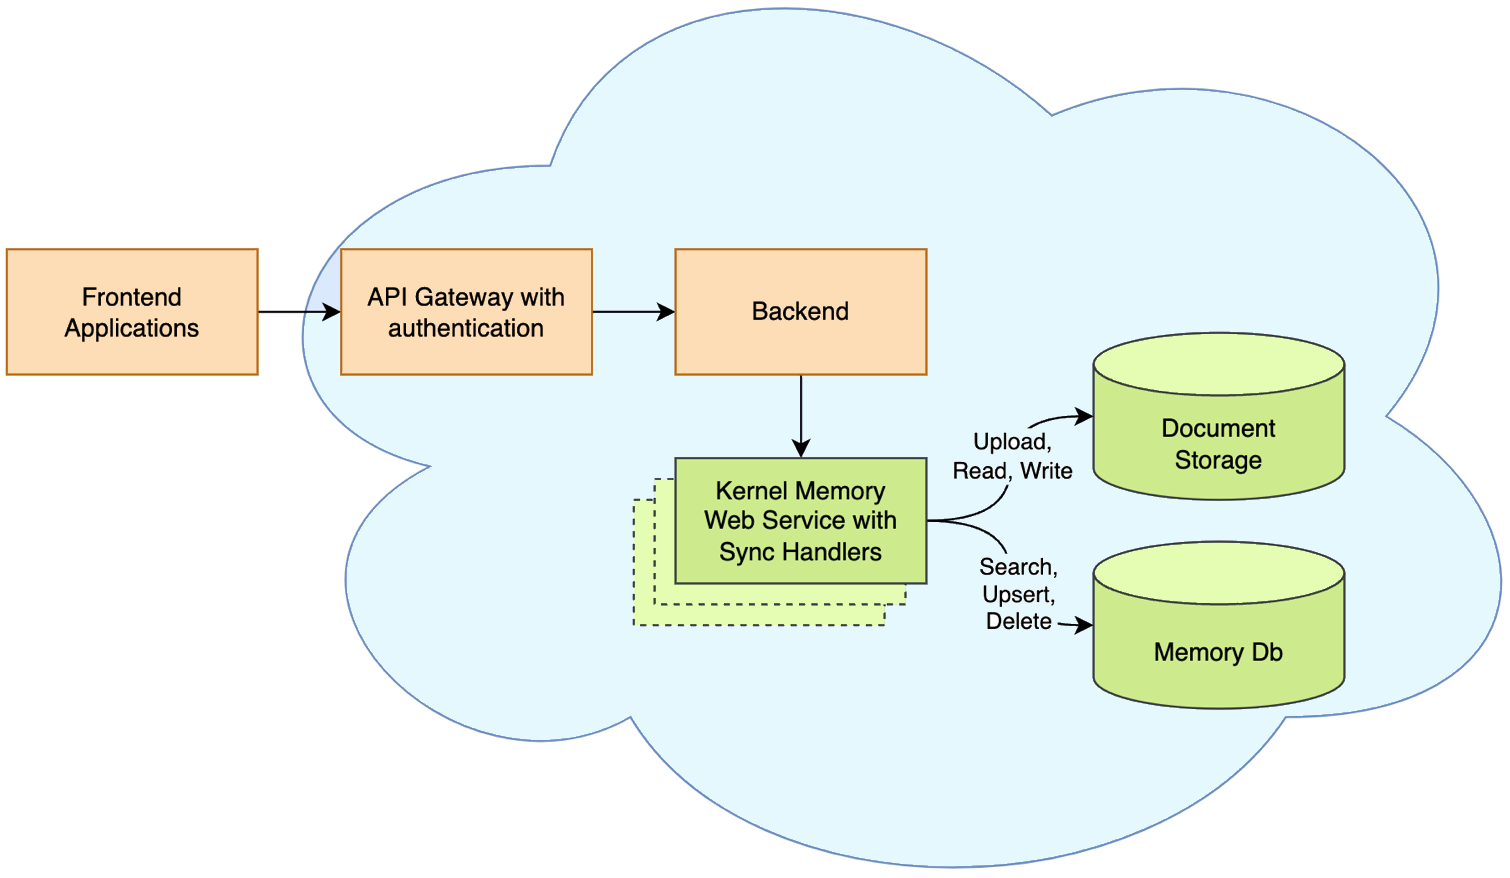 Frontend
Applications
API Gateway with
authentication
Backend
Kernel Memory
Web Service with
Sync Handlers
Upload,
Read, Write
Search,
Upsert,
Delete
Document
Storage
Memory Db